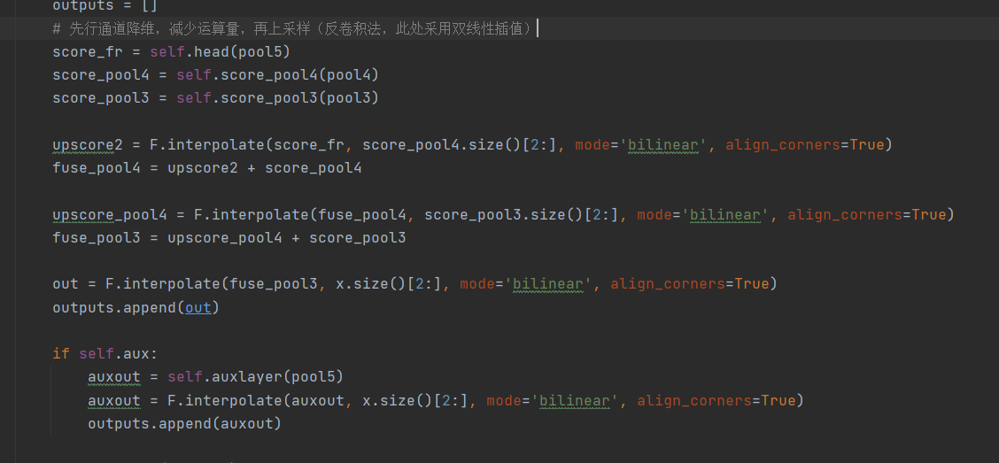 outputs = []
# 先行通道降维，减少运算量，再上采样（反卷积法，此处采用双线性插值）
score_fr = self.head(pool5)
score_pool4 = self.score_pool4(pool4)
score_pool3 = self.score_pool3(pool3)
upscore2 = F.interpolate(score_fr, score_pool4.size()[2:], mode='bilinear', align_corners=True)
fuse_pool4 = upscore2 + score_pool4
upscore_pool4 = F.interpolate(fuse_pool4, score_pool3.size()[2:], mode='bilinear', align_corners=True)
fuse_pool3 = upscore_pool4 + score_pool3
out = F.interpolate(fuse_pool3, x.size()[2:], mode='bilinear', align_corners=True)
outputs.append(out)
if self.aux:
auxout = self.auxlayer(pool5)
auxout = F.interpolate(auxout, x.size()[2:], mode='bilinear', align_corners=True)
outputs.append(auxout)